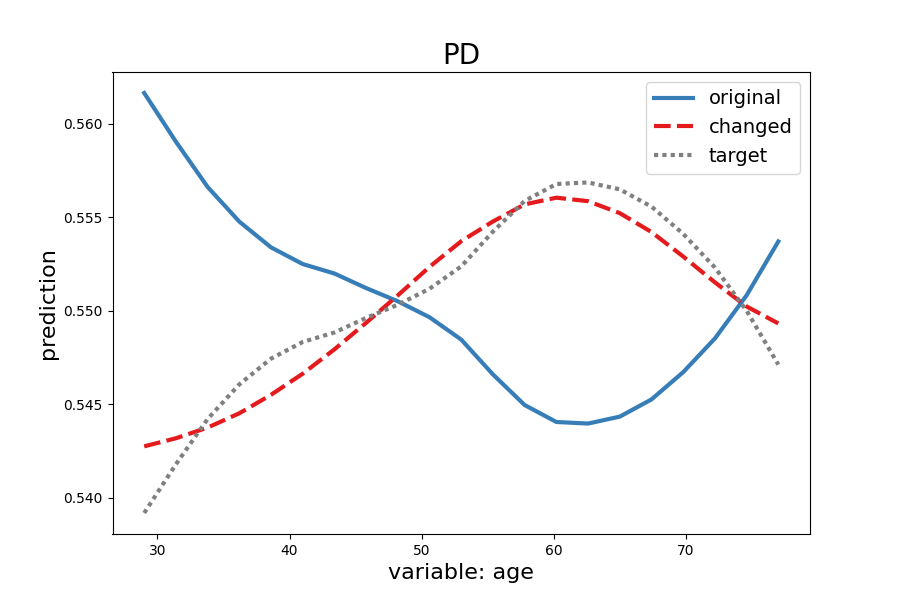 PD
original
changed
target
prediction
0.560
0.555
0.550
0.545
0.540
30 40 50 60 70
variable: age